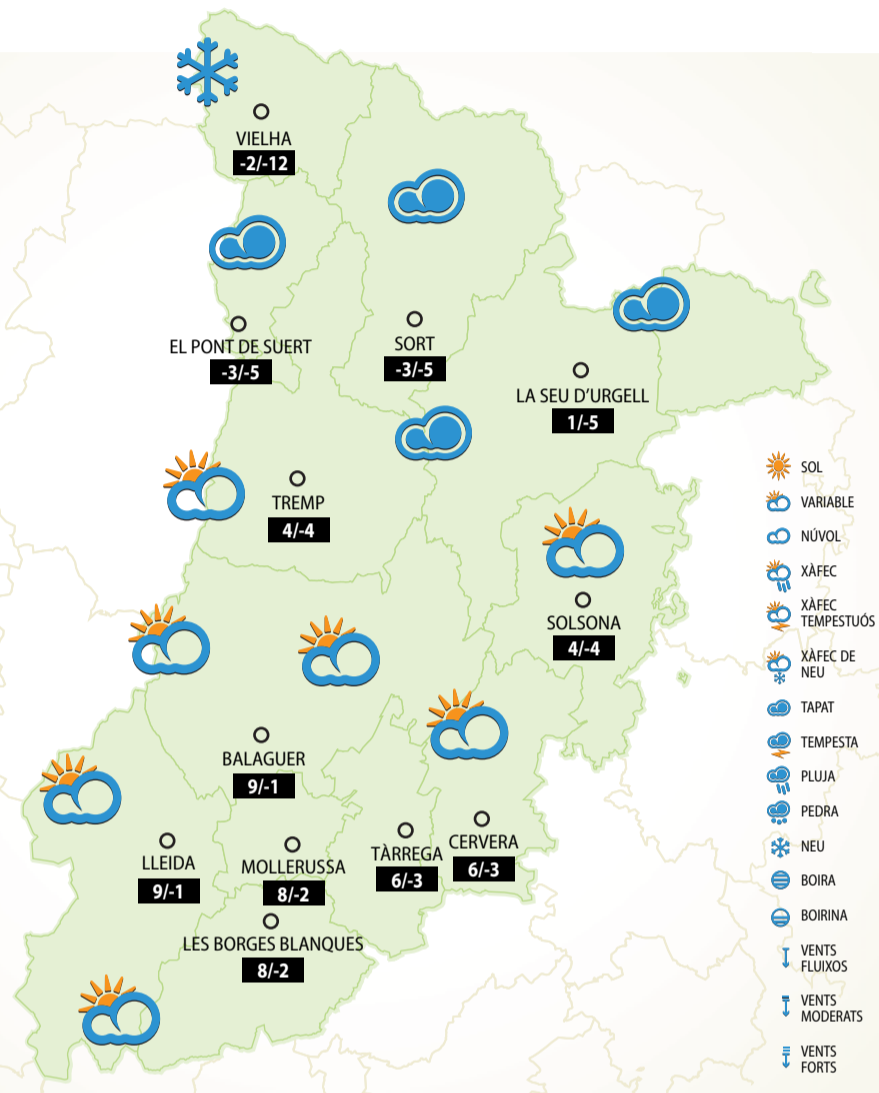 VIELHA
-2/-12
EL PONT DE SUERT
-3/-5
SORT
-3/-5
LA SEU D'URGELL
1/-5
TREMP
4/-4
SOLSONA
4/-4
BALAGUER
9/-1
LLEIDA
9/-1
MOLLERUSSA
8/-2
TÀRREGA
6/-3
CERVERA
6/-3
LES BORGES BLANQUES
8/-2
SOL
VARIABLE
NÚVOL
XÀFEC
XÀFEC
TEMPESTUÓS
XÀFEC DE
NEU
TAPAT
TEMPESTA
PLUJA
PEDRA
NEU
BOIRA
BOIRINA
VENTS
FLUIXOS
VENTS
MODERATS
VENTS
FORTS